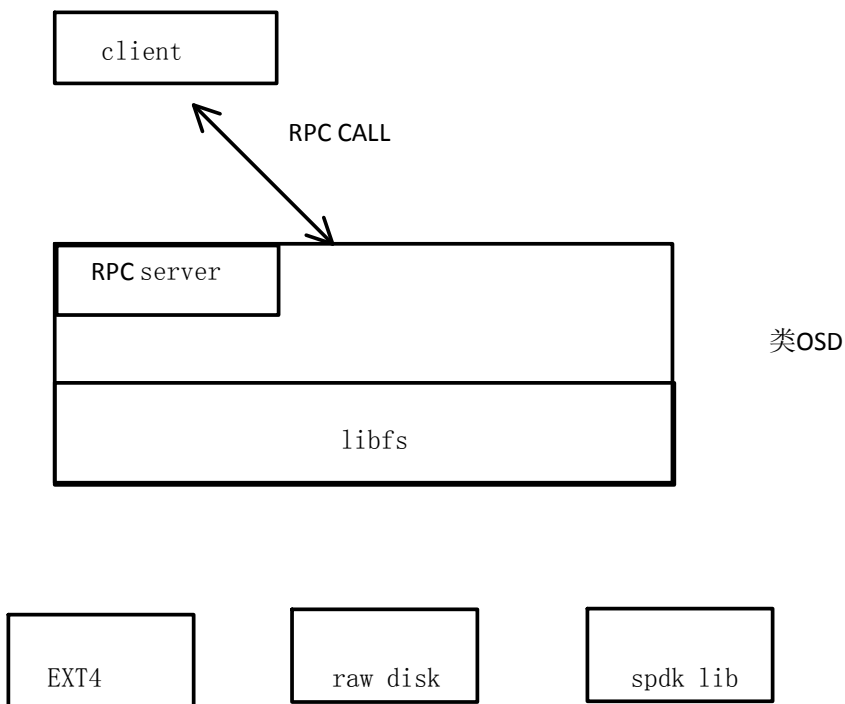 client
RPC CALL
RPC server
类OSD
libfs
EXT4
raw disk
spdk lib